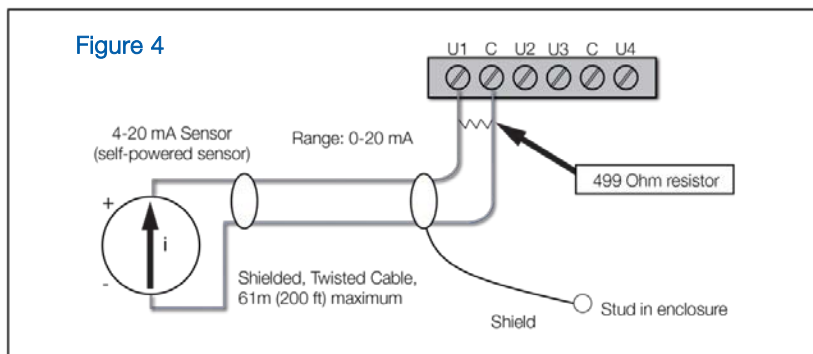 Figure 4
U1 C U2 U3 C U4
4-20 mA Sensor
(self-powered sensor)
Range: 0-20 mA
499 Ohm resistor
+
i
-
Shielded, Twisted Cable,
61m (200 ft) maximum
Shield
Stud in enclosure